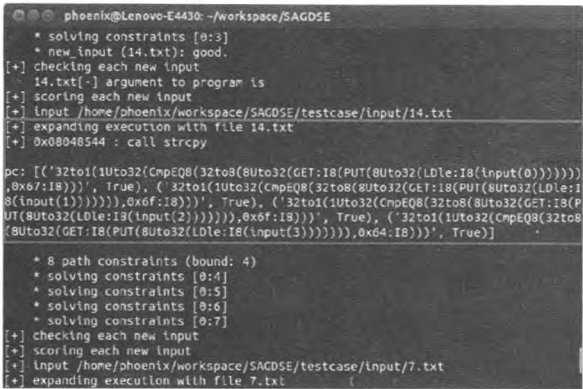 phoenix@Lenovo-E4430: ~/workspace/SAGDSE
* solving constraints [0:3]
* new_input (14.txt): good.
[+] checking each new input
14.txt[-] argument to program is
[+] scoring each new input
[+] input /home/phoenix/workspace/SAGDSE/testcase/input/14.txt
[+] expanding execution with file 14.txt
[+] 0x08048544 : call strcpy
pc: [('32to1(1Uto32(CmpEQ8(32to8(8Uto32(GET:I8(PUT(8Uto32(LDle:I8(input(0)))))))
,0x67:I8)))', True), ('32to1(1Uto32(CmpEQ8(32to8(8Uto32(GET:I8(PUT(8Uto32(LDle:I
8(input(1))))))),0x6f:I8)))', True), ('32to1(1Uto32(CmpEQ8(32to8(8Uto32(GET:I8(P
UT(8Uto32(LDle:I8(input(2))))))),0x6f:I8)))', True), ('32to1(1Uto32(CmpEQ8(32to8
(8Uto32(GET:I8(PUT(8Uto32(LDle:I8(input(3))))))),0x64:I8)))', True)]
* 8 path constraints (bound: 4)
* solving constraints [0:4]
* solving constraints [0:5]
* solving constraints [0:6]
* solving constraints [0:7]
[+] checking each new input
[+] scoring each new input
[+] input /home/phoenix/workspace/SAGDSE/testcase/input/7.txt
[+] expanding execution with file 7.txt